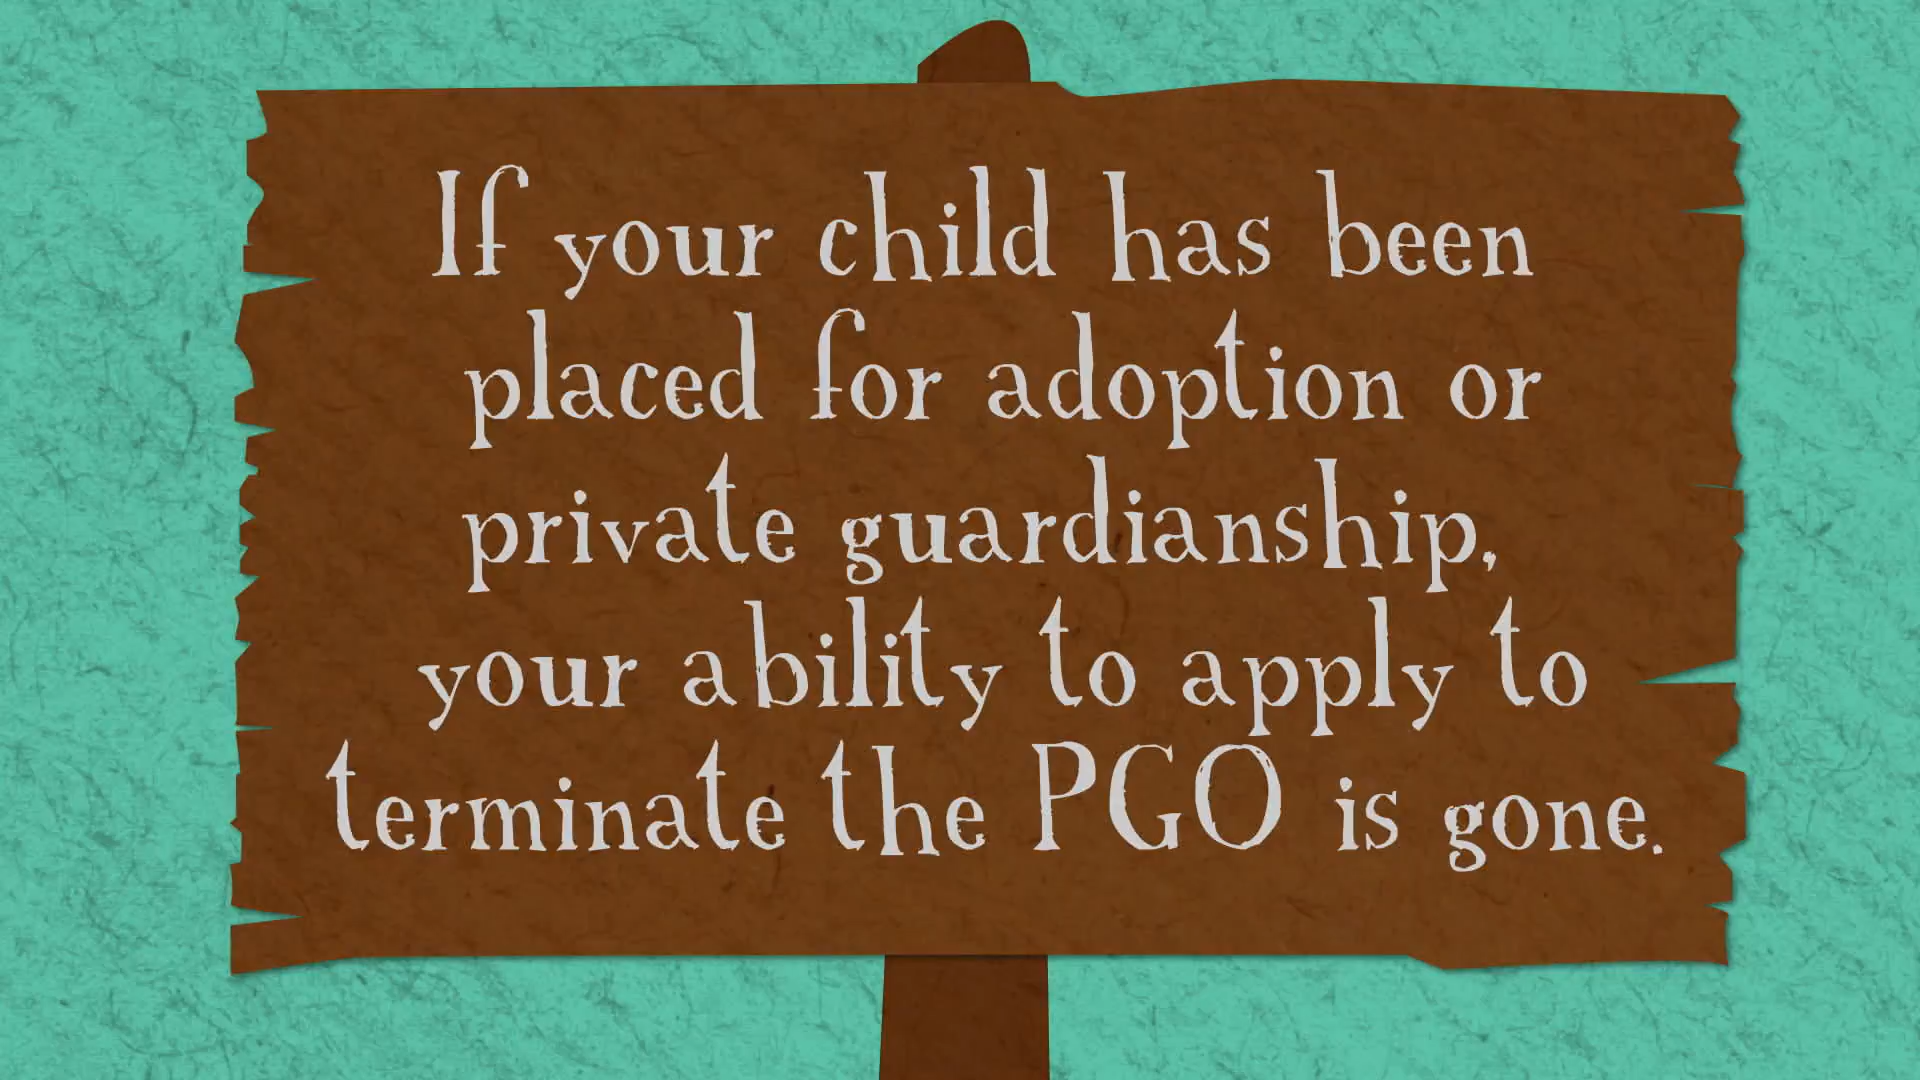 If your child has been
placed for adoption or
private guardianship,
your ability to apply to
terminate the PGO is gone.